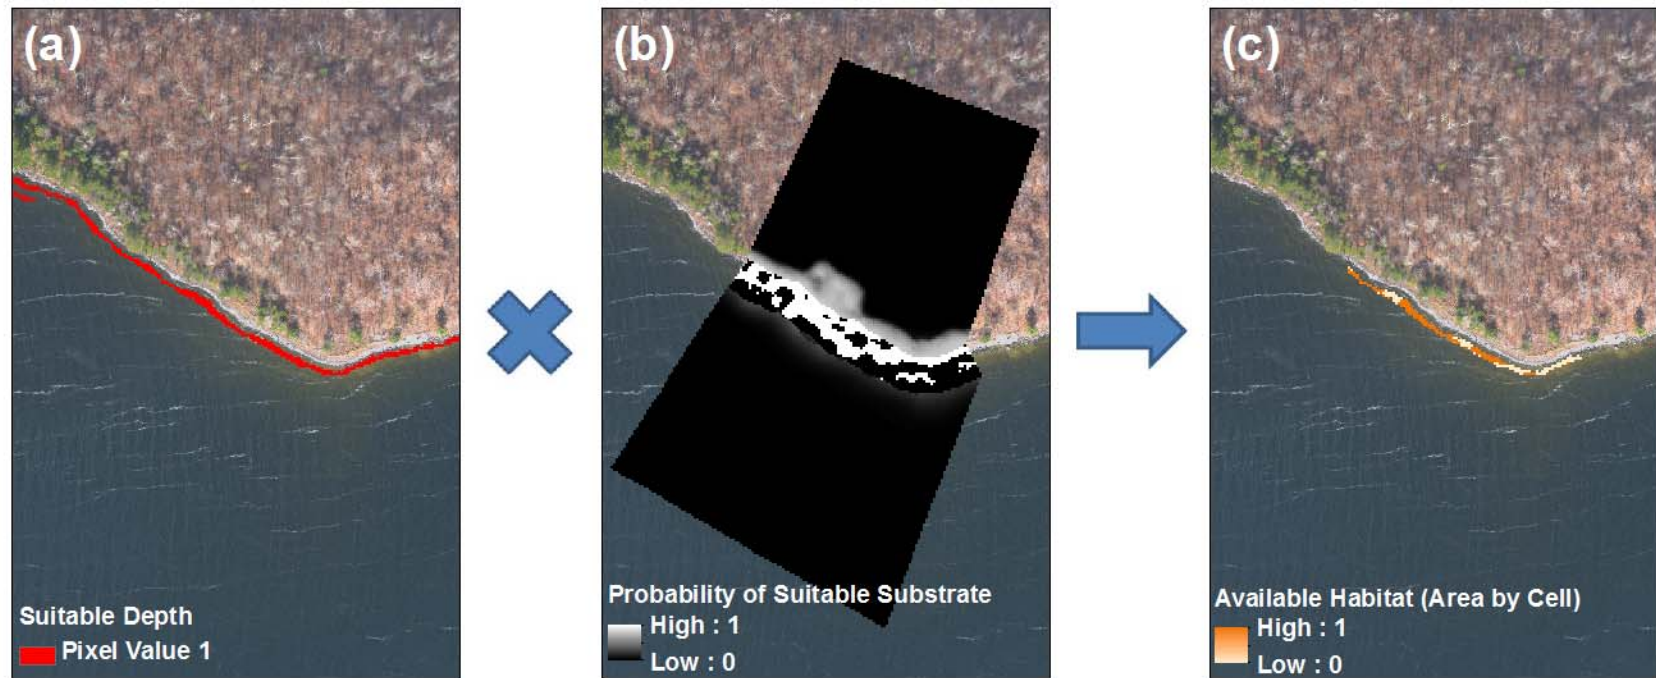 (a)
Suitable Depth
Pixel Value 1
(b)
Probability of Suitable Substrate
High : 1
Low : 0
(c)
Available Habitat (Area by Cell)
High : 1
Low : 0